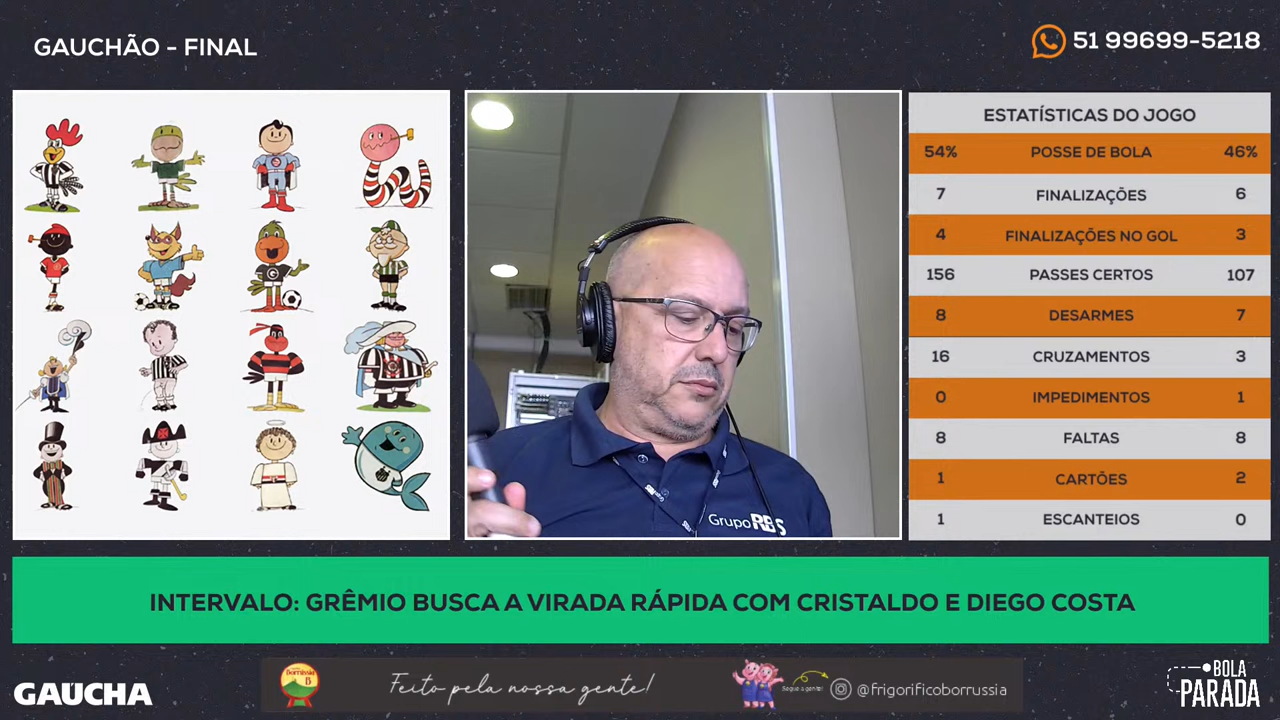 GAUCHÃO - FINAL
51 99699-5218
ESTATÍSTICAS DO JOGO
54% POSSE DE BOLA 46%
7 FINALIZAÇÕES 6
4 FINALIZAÇÕES NO GOL 3
156 PASSES CERTOS 107
8 DESARMES 7
16 CRUZAMENTOS 3
0 IMPEDIMENTOS 1
8 FALTAS 8
1 CARTÕES 2
1 ESCANTEIOS 0
Grupo RBS
INTERVALO: GRÊMIO BUSCA A VIRADA RÁPIDA COM CRISTALDO E DIEGO COSTA
GAUCHA
Borrússia
Feito pela nossa gente!
Segue a gente!
@frigorificoborrussia
BOLA
PARADA